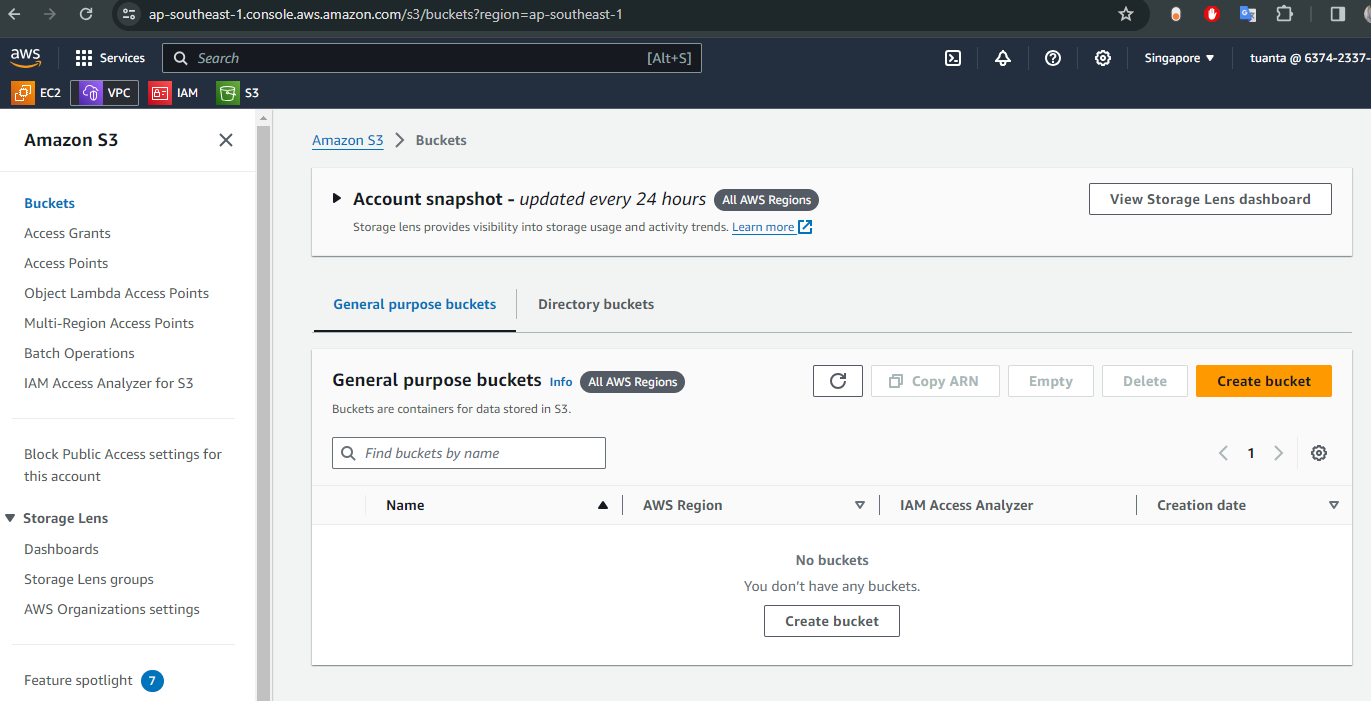 ap-southeast-1.console.aws.amazon.com/s3/buckets?region=ap-southeast-1
aws Services Search [Alt+S] Singapore ▼ tuanta @ 6374-2337-
EC2 VPC IAM S3
Amazon S3
Buckets
Access Grants
Access Points
Object Lambda Access Points
Multi-Region Access Points
Batch Operations
IAM Access Analyzer for S3
Block Public Access settings for
this account
Storage Lens
Dashboards
Storage Lens groups
AWS Organizations settings
Feature spotlight 7
Amazon S3 > Buckets
Account snapshot - updated every 24 hours All AWS Regions
Storage lens provides visibility into storage usage and activity trends. Learn more
View Storage Lens dashboard
General purpose buckets Directory buckets
General purpose buckets Info All AWS Regions
Buckets are containers for data stored in S3.
Copy ARN Empty Delete Create bucket
Find buckets by name
1
Name AWS Region IAM Access Analyzer Creation date
No buckets
You don't have any buckets.
Create bucket